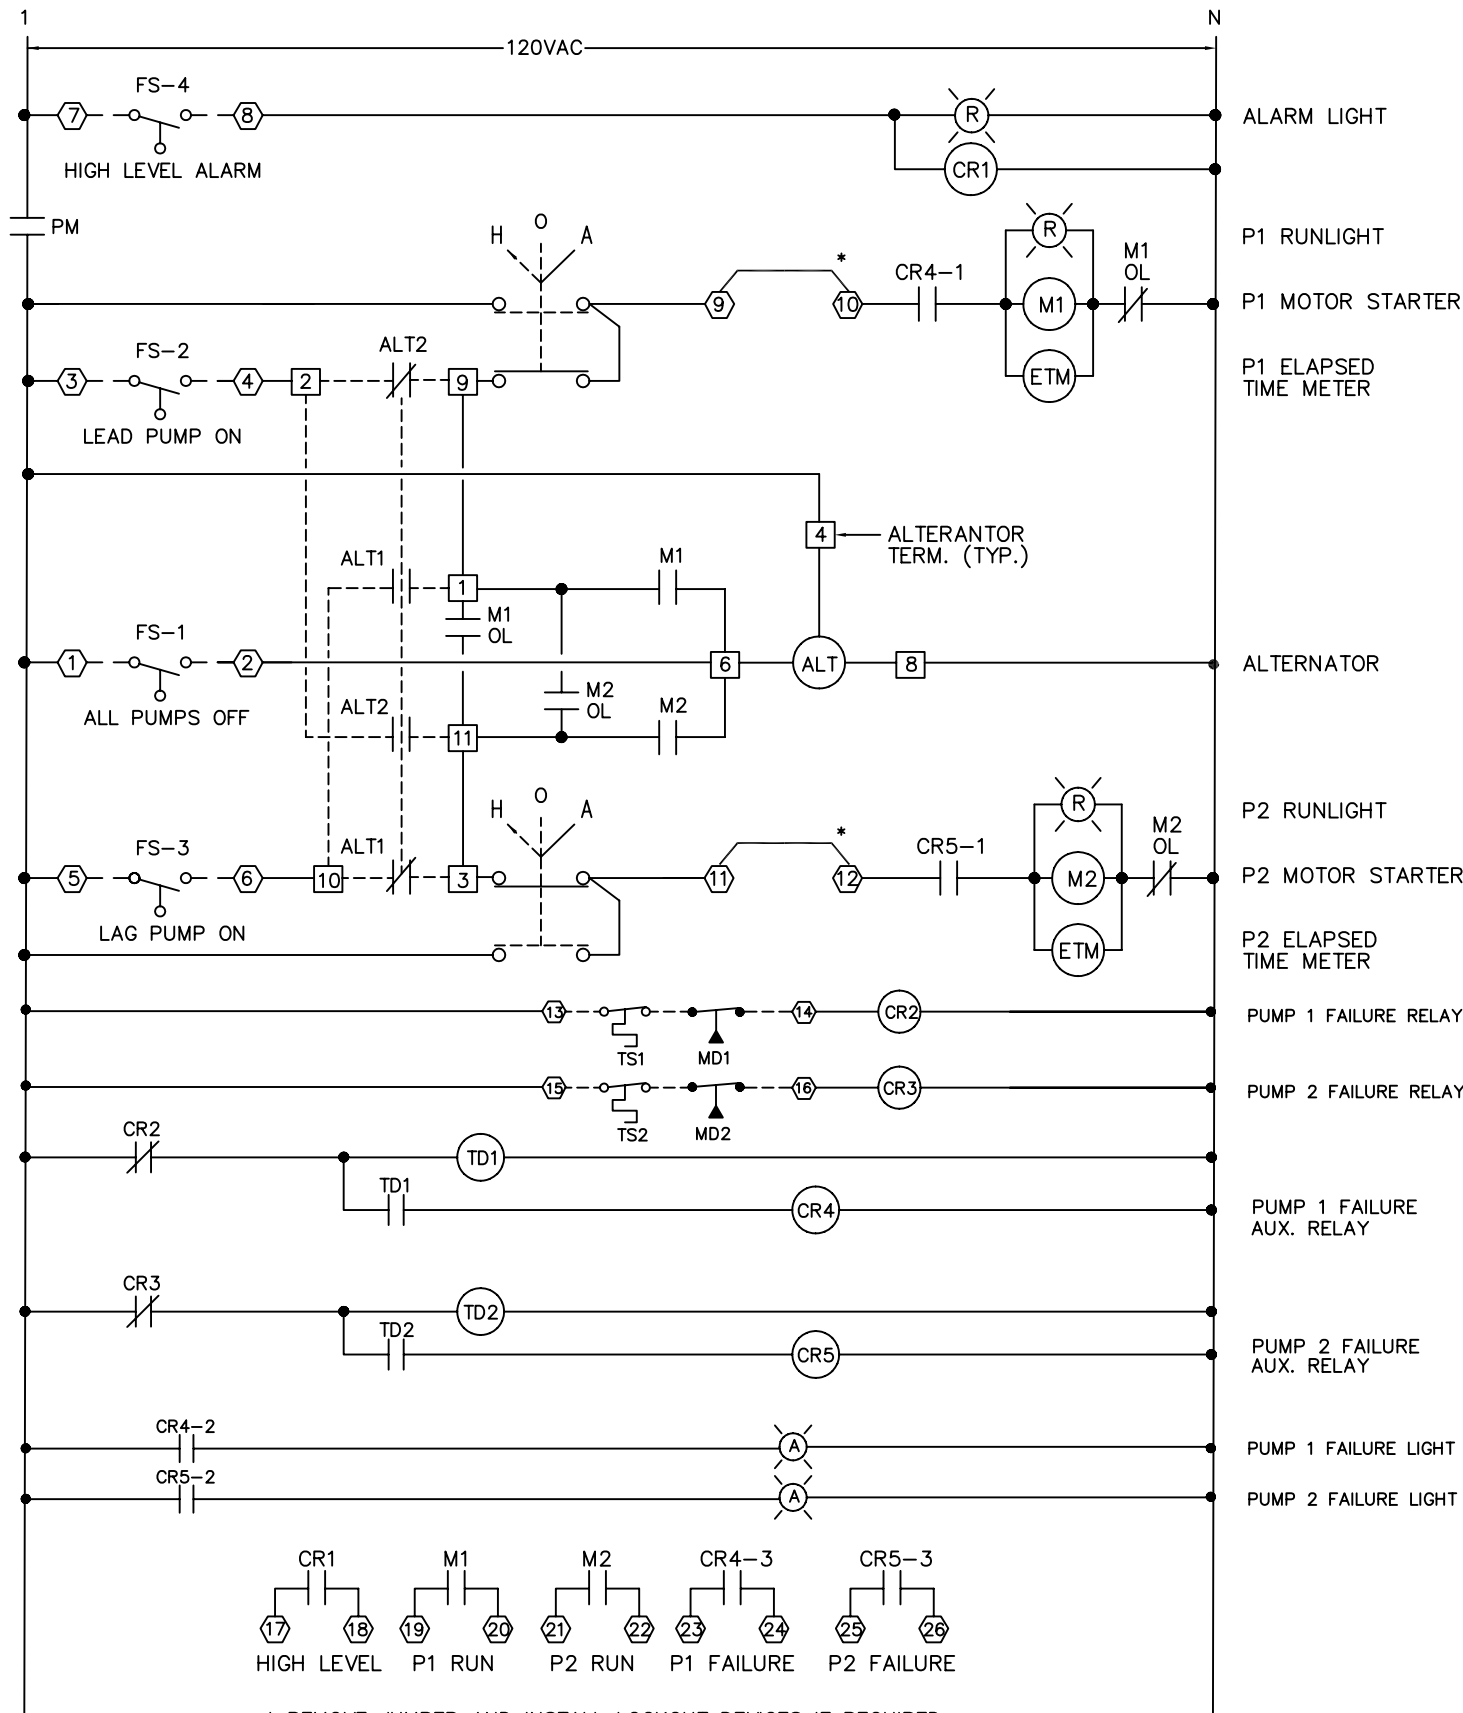 1
N
120VAC
FS-4
7
8
R
ALARM LIGHT
HIGH LEVEL ALARM
CR1
PM
H
O
A
*
R
P1 RUNLIGHT
CR4-1
M1
OL
9
10
M1
P1 MOTOR STARTER
FS-2
ALT2
3
4
2
9
ETM
P1 ELAPSED
TIME METER
LEAD PUMP ON
4
ALTERANTOR
TERM. (TYP.)
ALT1
M1
1
M1
OL
FS-1
1
2
6
ALT
8
ALTERNATOR
M2
OL
ALL PUMPS OFF
ALT2
M2
11
H
O
A
*
R
P2 RUNLIGHT
FS-3
ALT1
CR5-1
M2
OL
5
6
10
3
11
12
M2
P2 MOTOR STARTER
LAG PUMP ON
ETM
P2 ELAPSED
TIME METER
13
14
CR2
PUMP 1 FAILURE RELAY
TS1
MD1
15
16
CR3
PUMP 2 FAILURE RELAY
TS2
MD2
CR2
TD1
TD1
CR4
PUMP 1 FAILURE
AUX. RELAY
CR3
TD2
TD2
CR5
PUMP 2 FAILURE
AUX. RELAY
CR4-2
A
PUMP 1 FAILURE LIGHT
CR5-2
A
PUMP 2 FAILURE LIGHT
CR1
M1
M2
CR4-3
CR5-3
17
18
19
20
21
22
23
24
25
26
HIGH LEVEL
P1 RUN
P2 RUN
P1 FAILURE
P2 FAILURE